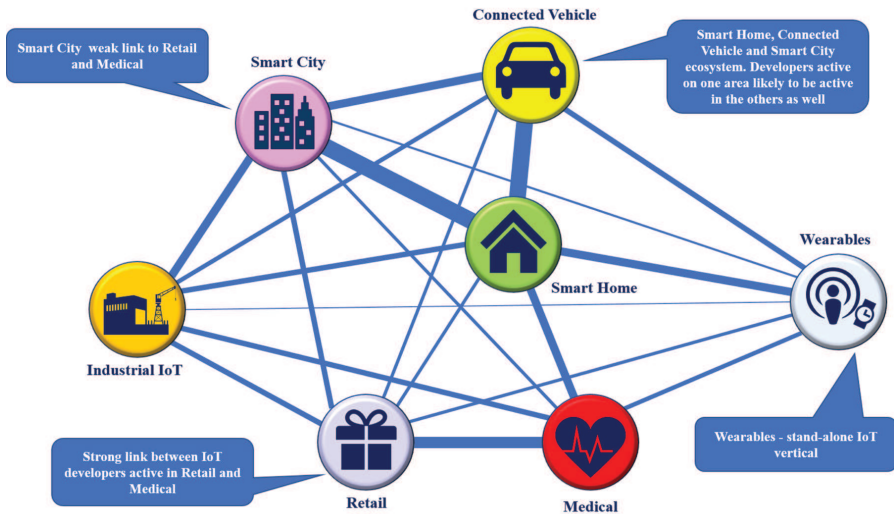 Connected Vehicle
Smart City  weak link to Retail
and Medical
Smart City
Smart Home, Connected
Vehicle and Smart City
ecosystem. Developers active
on one area likely to be active
in the others as well
Wearables
Smart Home
Industrial IoT
Wearables - stand-alone IoT
vertical
Strong link between IoT
developers active in Retail and
Medical
Retail
Medical